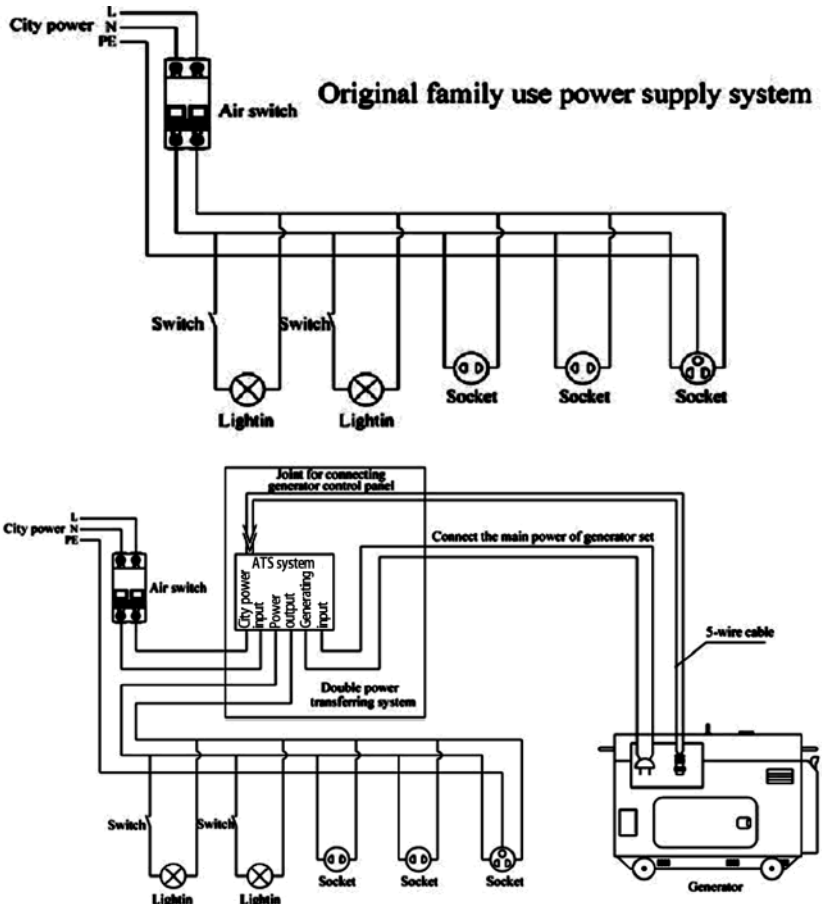 L
City power N
PE
Original family use power supply system
Air switch
Switch
Switch
Lightin
Lightin
Socket
Socket
Socket
Joint for connecting
generator control panel
L
City power N
PE
Connect the main power of generator set
ATS system
Air switch
City power
input
Power
output
Generating
input
5-wire cable
Double power
transferring system
Switch
Switch
Lightin
Lightin
Socket
Socket
Socket
Generator